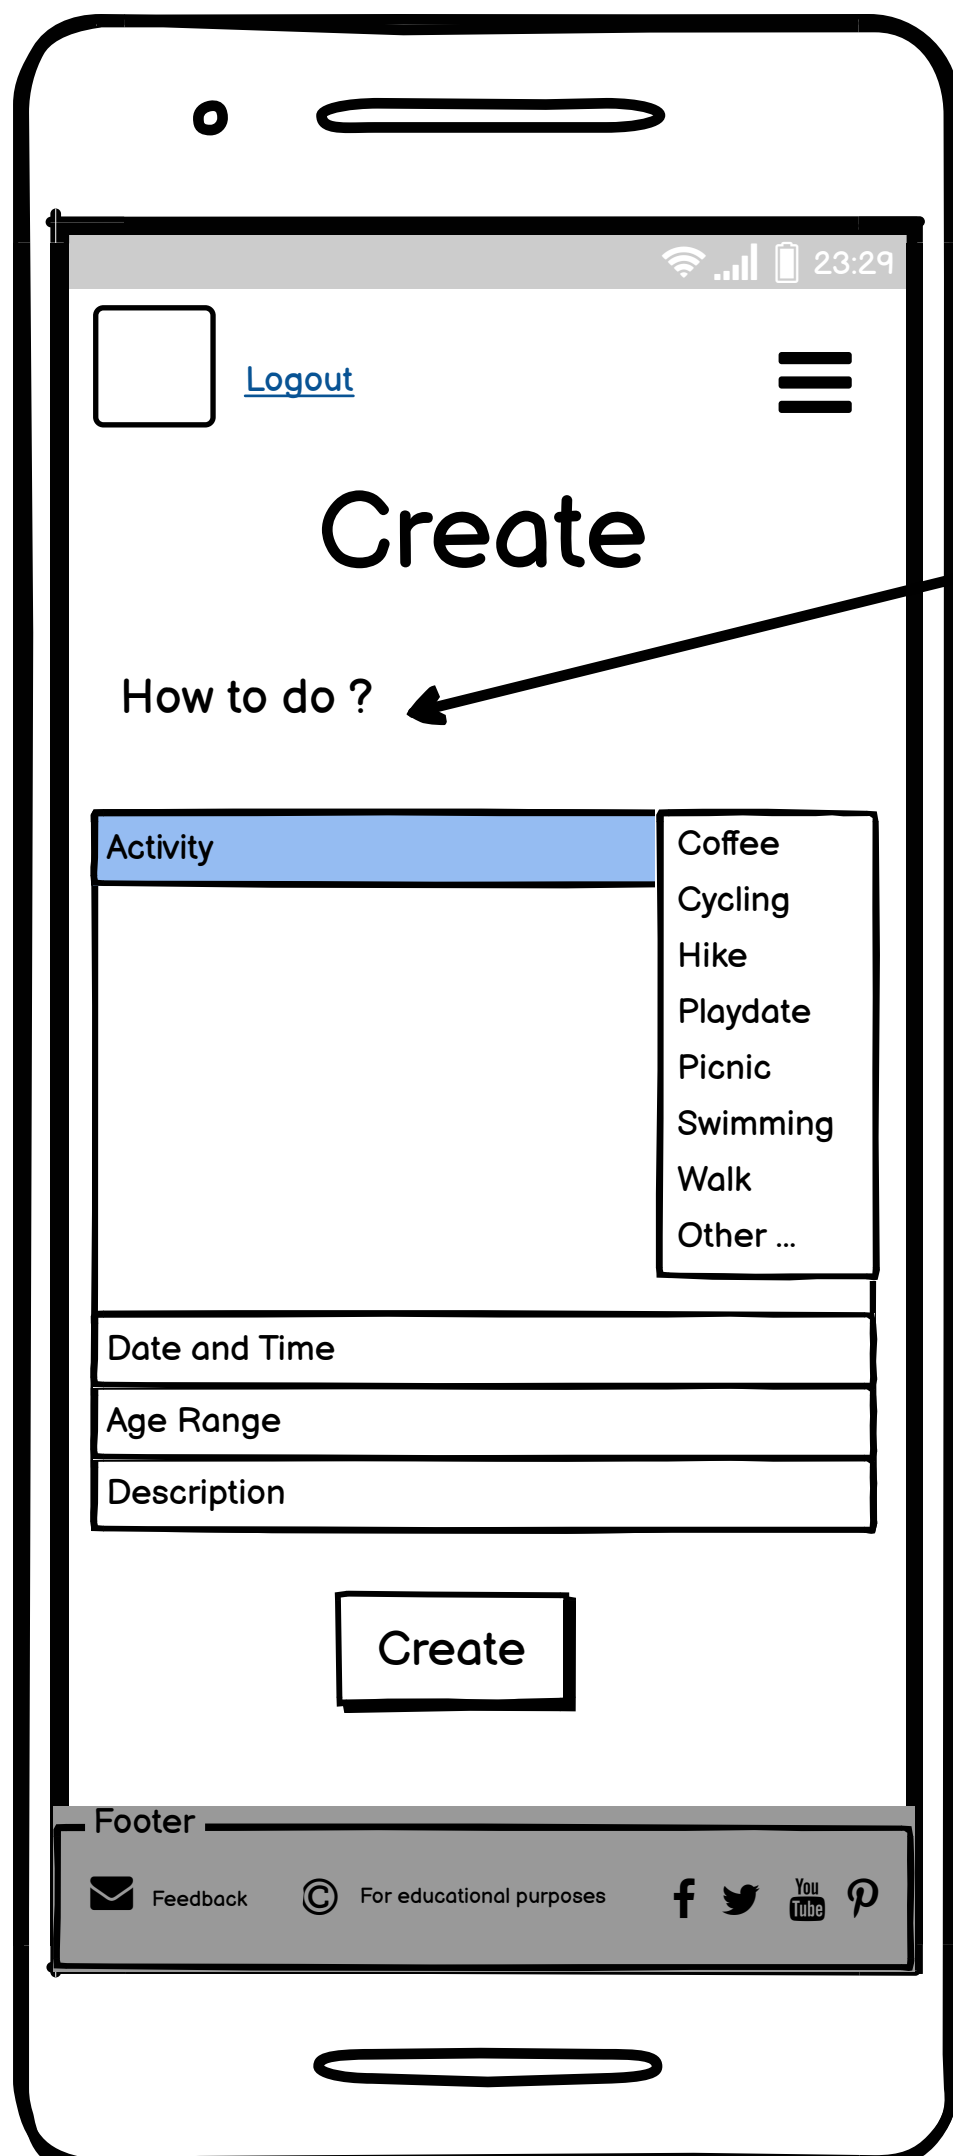 23:29
Logout
Create
How to do ?
Activity
Coffee
Cycling
Hike
Playdate
Picnic
Swimming
Walk
Other ...
Date and Time
Age Range
Description
Create
Footer
Feedback
© For educational purposes
You
Tube